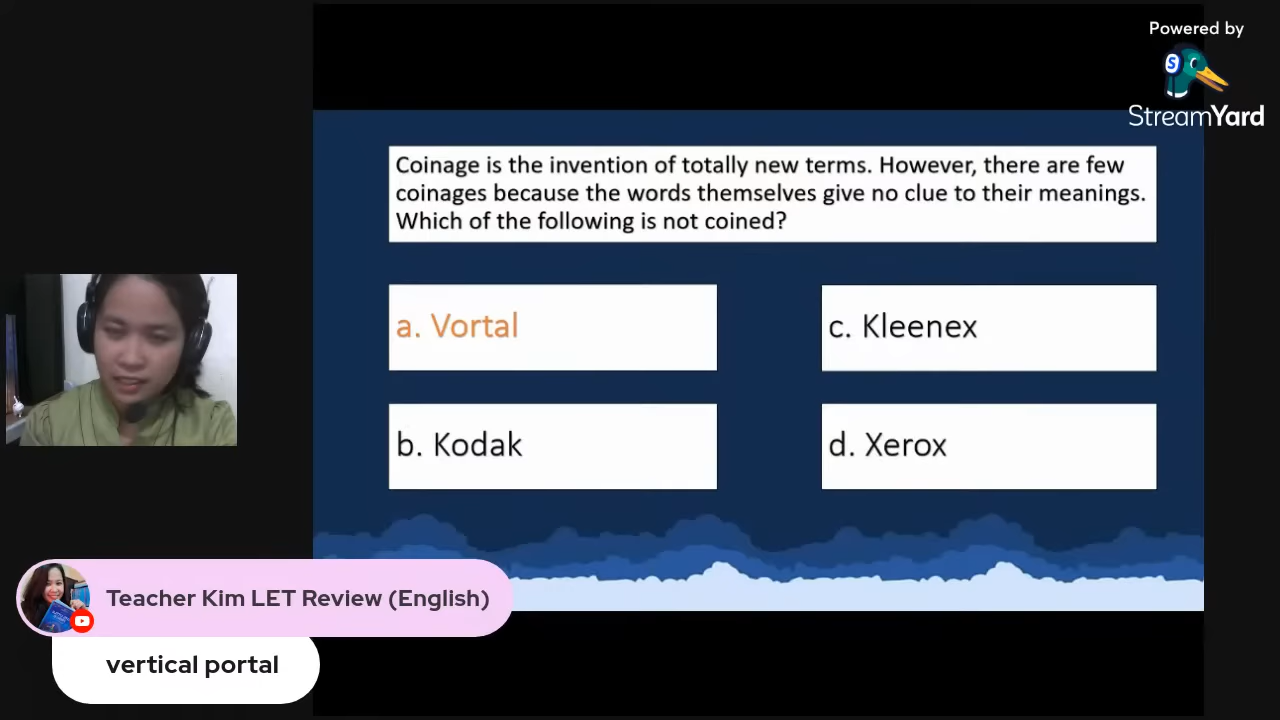 Powered by
S
StreamYard
Coinage is the invention of totally new terms. However, there are few
coinages because the words themselves give no clue to their meanings.
Which of the following is not coined?
a. Vortal
c. Kleenex
b. Kodak
d. Xerox
Teacher Kim LET Review (English)
vertical portal